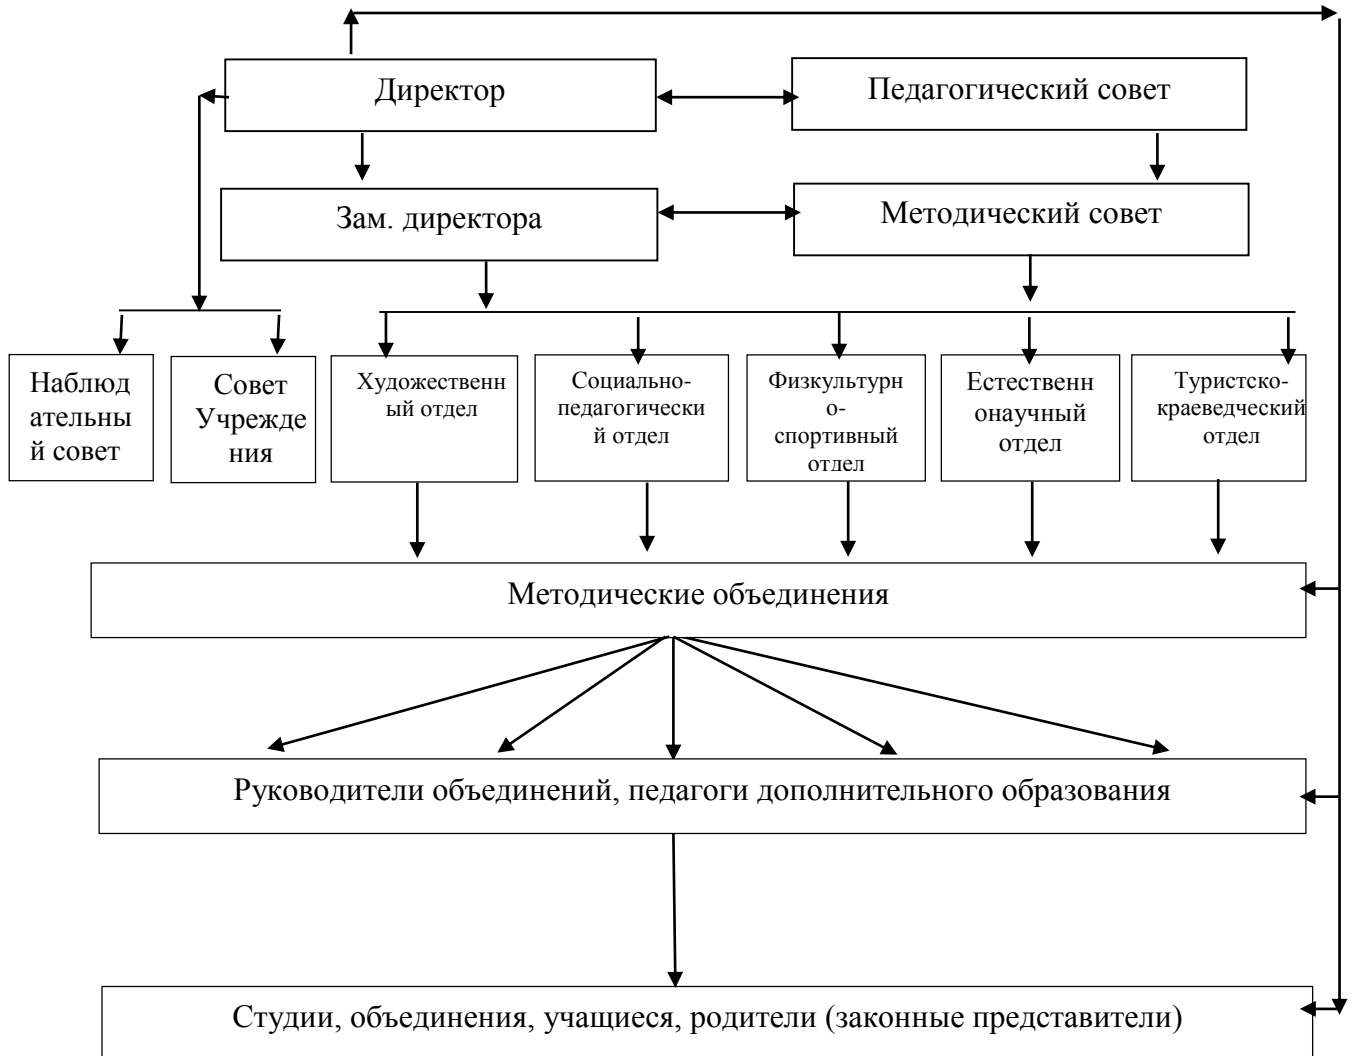 Директор
Педагогический совет
Зам. директора
Методический совет
Наблюд
ательны
й совет
Совет
Учрежде
ния
Художественн
ый отдел
Социально-
педагогически
й отдел
Физкультурн
о-
спортивный
отдел
Естественн
онаучный
отдел
Туристско-
краеведческий
отдел
Методические объединения
Руководители объединений, педагоги дополнительного образования
Студии, объединения, учащиеся, родители (законные представители)